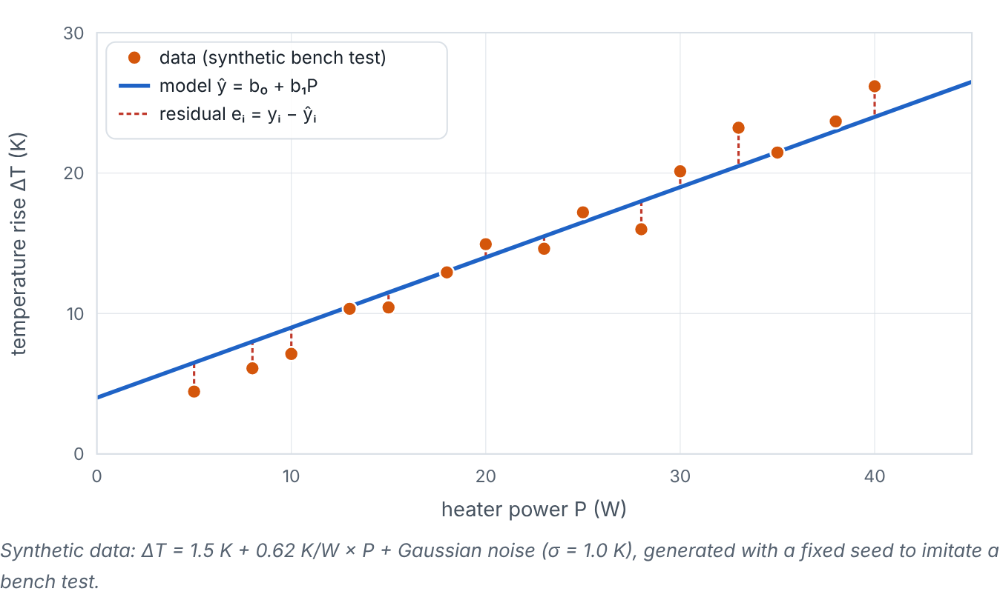 30
data (synthetic bench test)
model ŷ = b₀ + b₁P
residual eᵢ = yᵢ − ŷᵢ
20
10
0
temperature rise ΔT (K)
0 10 20 30 40
heater power P (W)
Synthetic data: ΔT = 1.5 K + 0.62 K/W × P + Gaussian noise (σ = 1.0 K), generated with a fixed seed to imitate a
bench test.